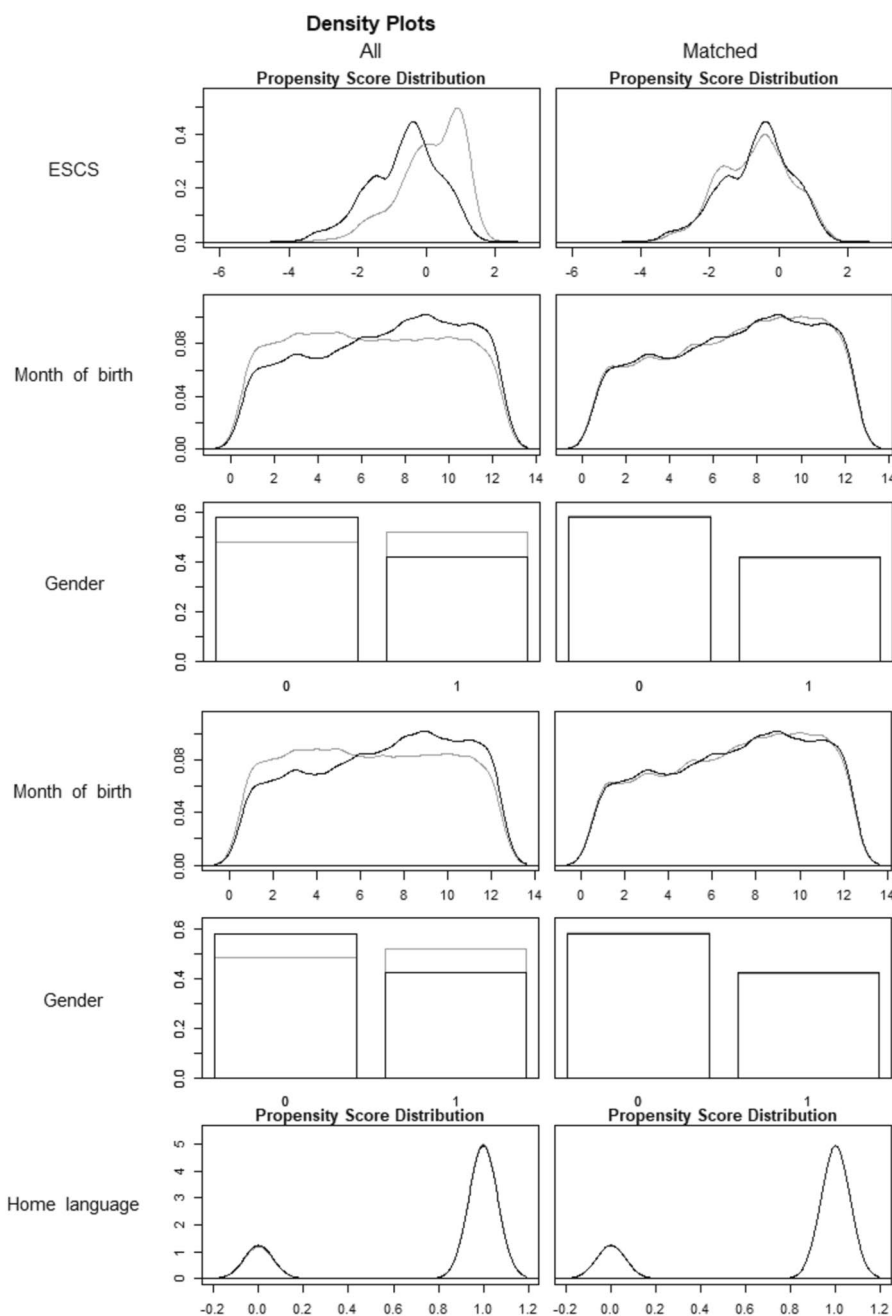 Density Plots
All Matched
Propensity Score Distribution Propensity Score Distribution
ESCS
0.0 0.2 0.4
-6 -4 -2 0 2 -6 -4 -2 0 2
Month of birth
0.00 0.04 0.08
0 2 4 6 8 10 12 14 0 2 4 6 8 10 12 14
Gender
0.0 0.2 0.4 0.6
0 1 0 1
Month of birth
0.00 0.04 0.08
0 2 4 6 8 10 12 14 0 2 4 6 8 10 12 14
Gender
0.0 0.2 0.4 0.6
0 1 0 1
Propensity Score Distribution Propensity Score Distribution
Home language
0 1 2 3 4 5
-0.2 0.0 0.2 0.4 0.6 0.8 1.0 1.2 -0.2 0.0 0.2 0.4 0.6 0.8 1.0 1.2